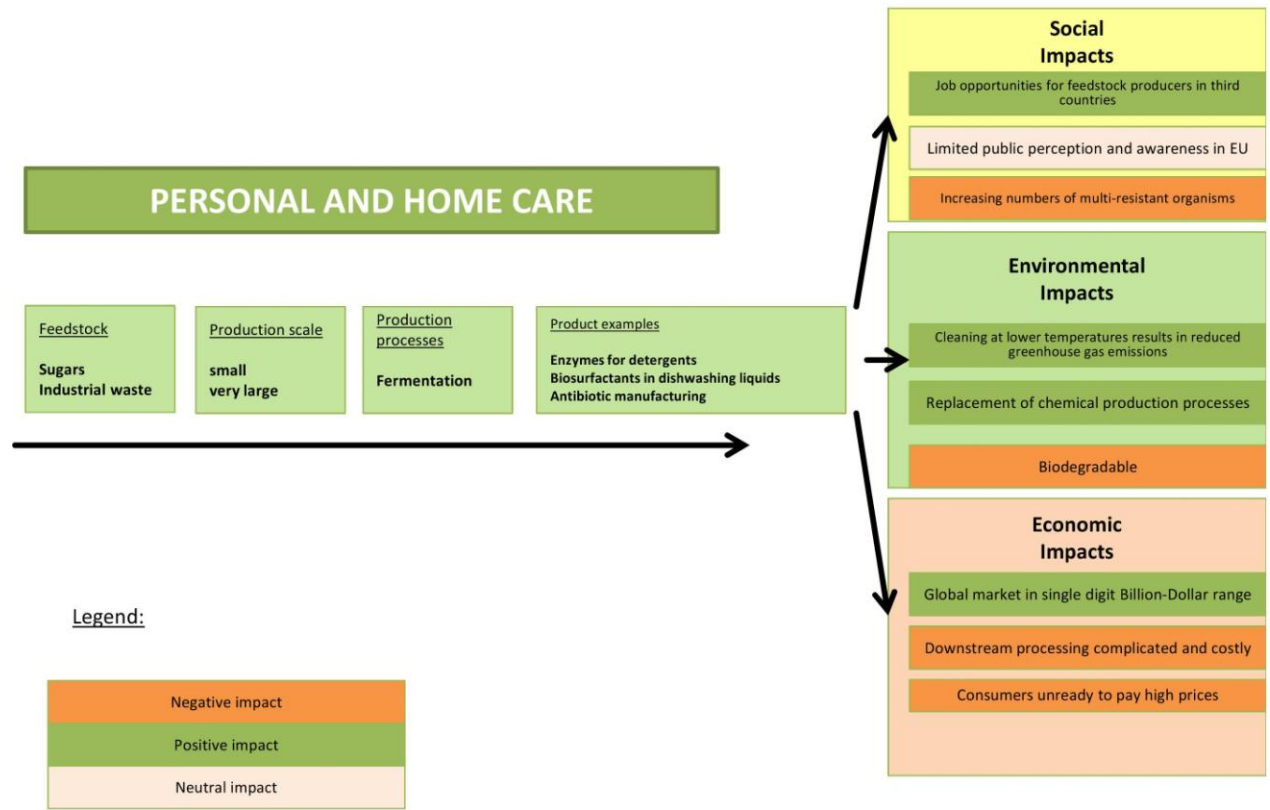 PERSONAL AND HOME CARE
Feedstock
Sugars
Industrial waste
Production scale
small
very large
Production
processes
Fermentation
Product examples
Enzymes for detergents
Biosurfactants in dishwashing liquids
Antibiotic manufacturing
Social
Impacts
Job opportunities for feedstock producers in third
countries
Limited public perception and awareness in EU
Increasing numbers of multi-resistant organisms
Environmental
Impacts
Cleaning at lower temperatures results in reduced
greenhouse gas emissions
Replacement of chemical production processes
Biodegradable
Economic
Impacts
Global market in single digit Billion-Dollar range
Downstream processing complicated and costly
Consumers unready to pay high prices
Legend:
Negative impact
Positive impact
Neutral impact